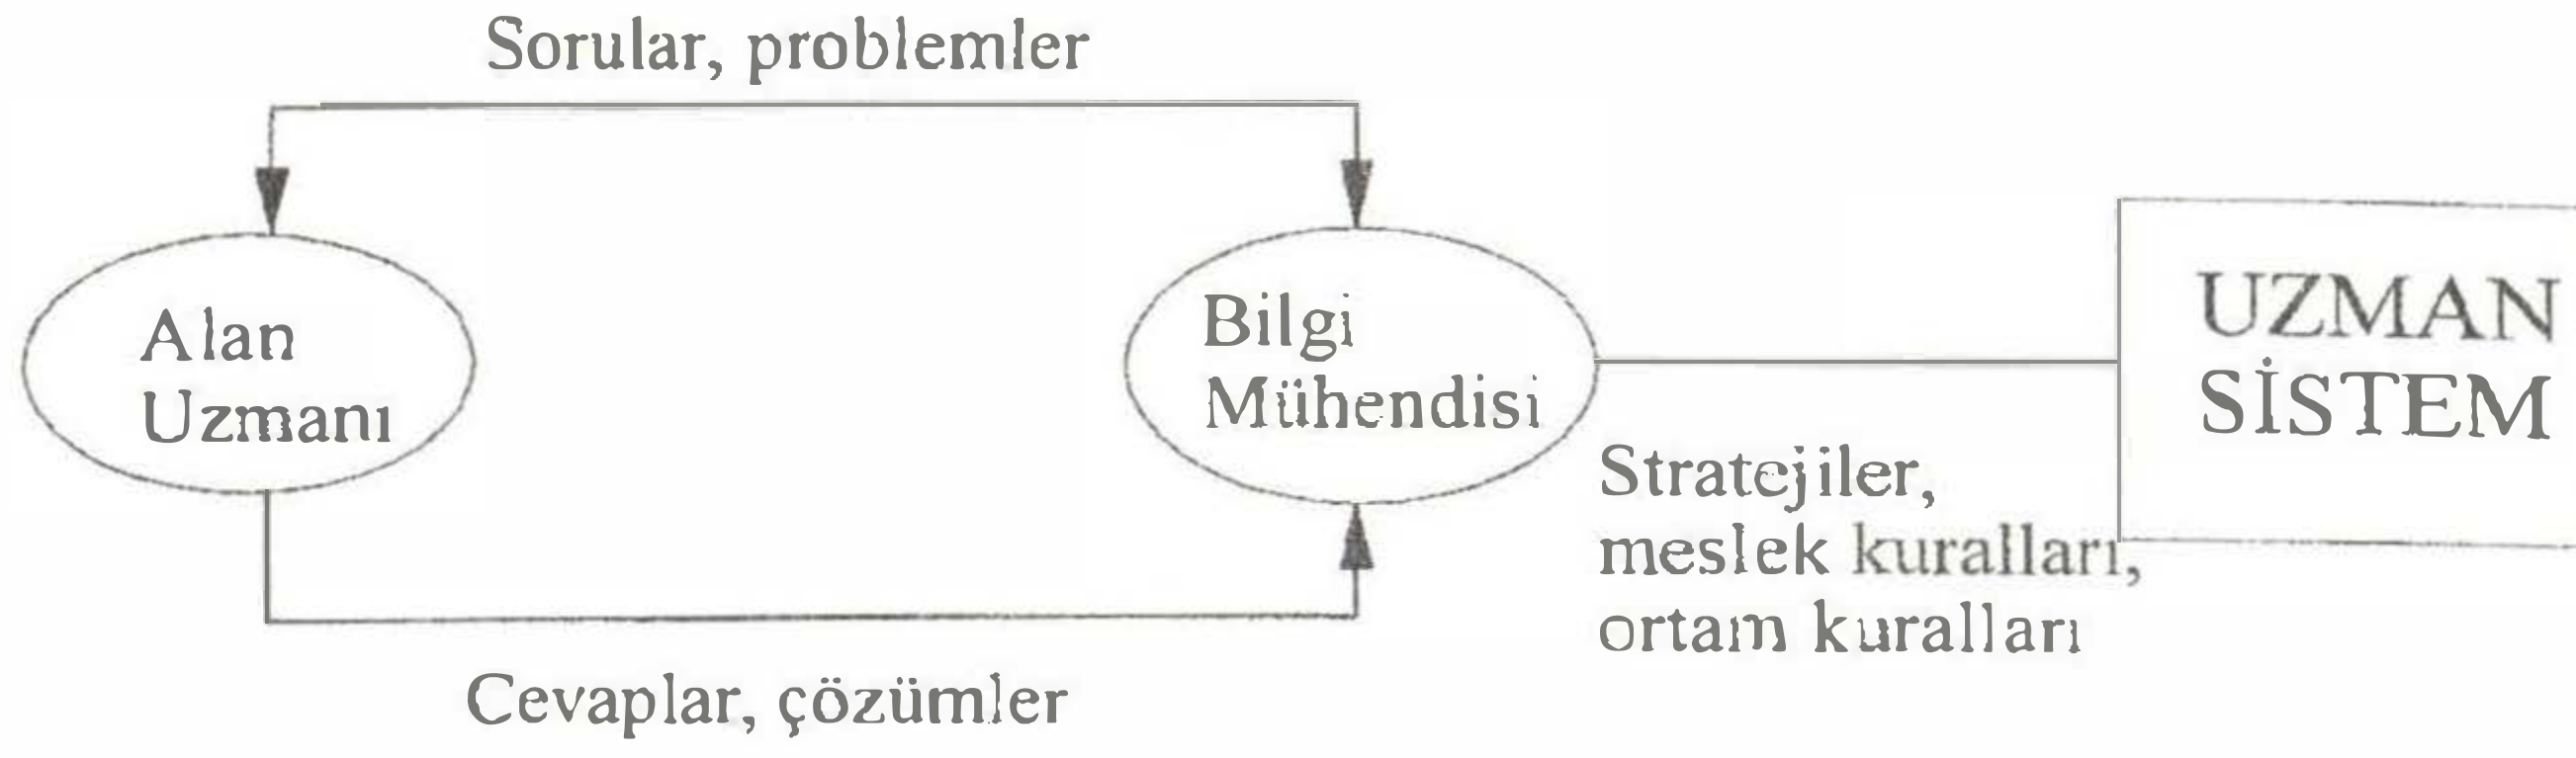 Sorular, problemler
Alan
Uzmanı
Bilgi
Mühendisi
UZMAN
SİSTEM
Stratejiler,
meslek kuralları,
ortam kuralları
Cevaplar, çözümler